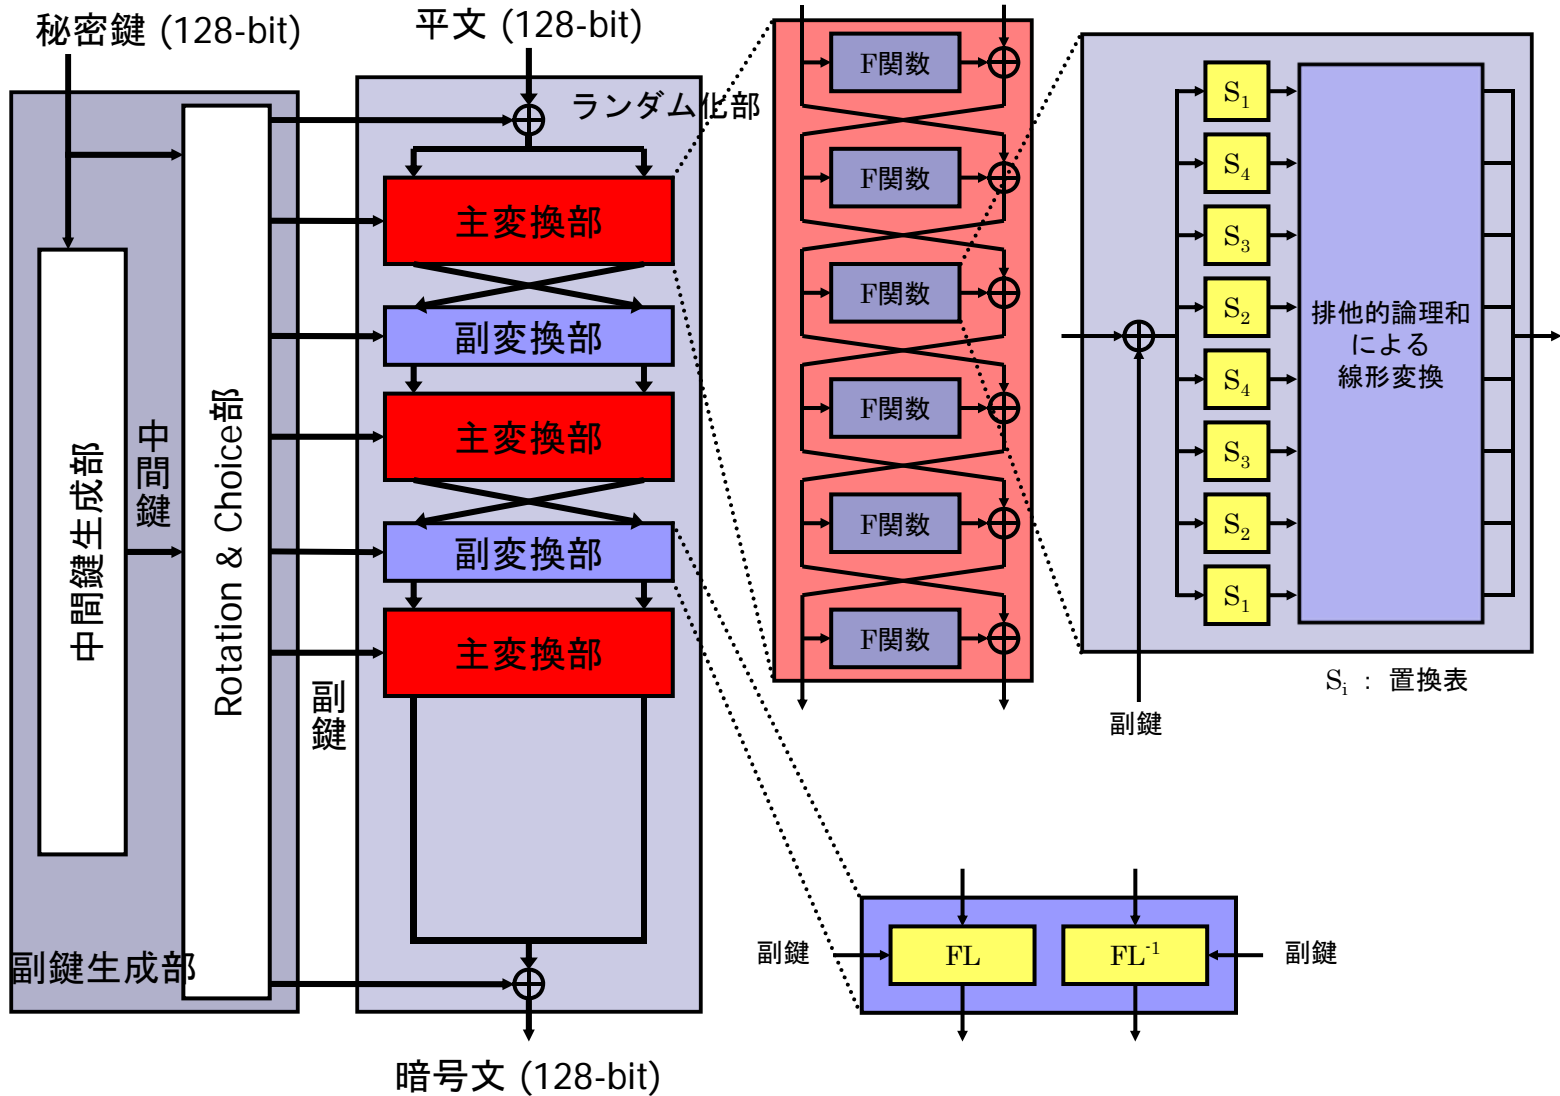 秘密鍵 (128-bit)
平文 (128-bit)
ランダム化部
主変換部
副変換部
主変換部
副変換部
主変換部
中間鍵生成部
中間鍵
Rotation & Choice部
副鍵
副鍵生成部
暗号文 (128-bit)
F関数
F関数
F関数
F関数
F関数
F関数
S1
S4
S3
S2
S4
S3
S2
S1
排他的論理和
による
線形変換
Si : 置換表
副鍵
副鍵
FL
FL-1
副鍵